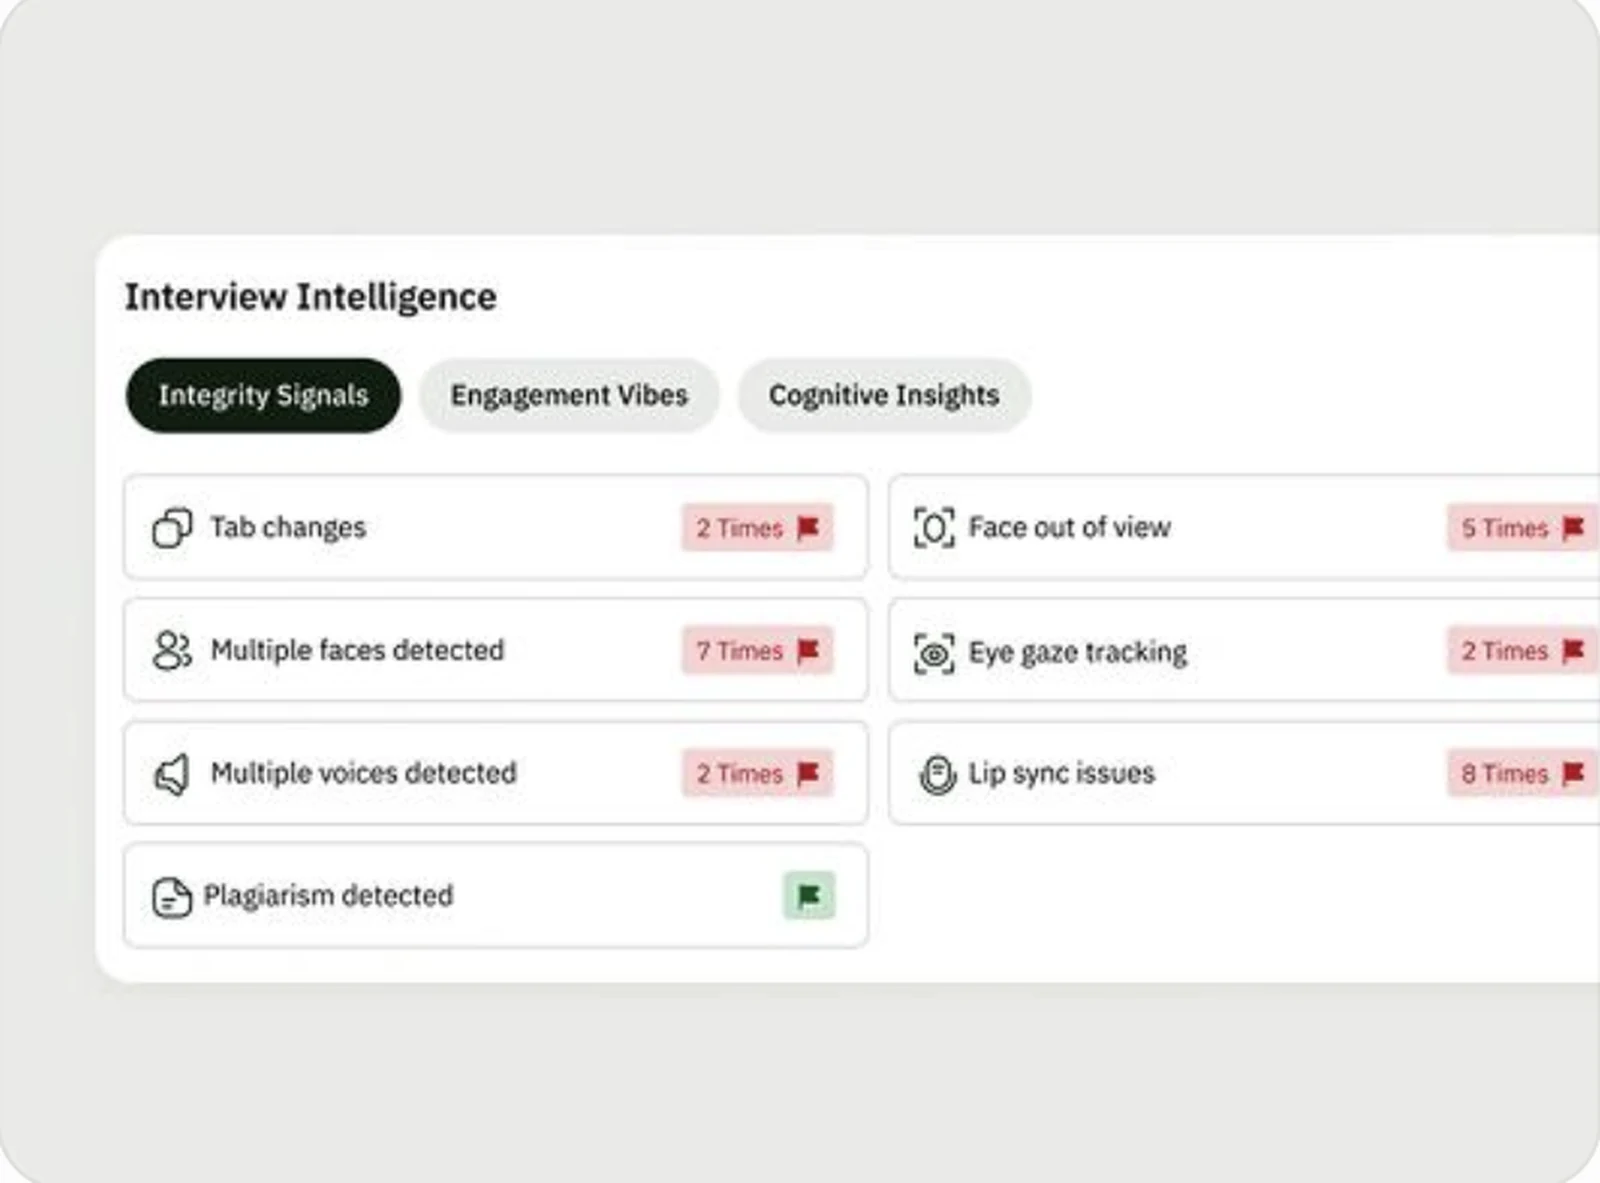 Interview Intelligence
Integrity Signals Engagement Vibes Cognitive Insights
Tab changes 2 Times Face out of view 5 Times
Multiple faces detected 7 Times Eye gaze tracking 2 Times
Multiple voices detected 2 Times Lip sync issues 8 Times
Plagiarism detected